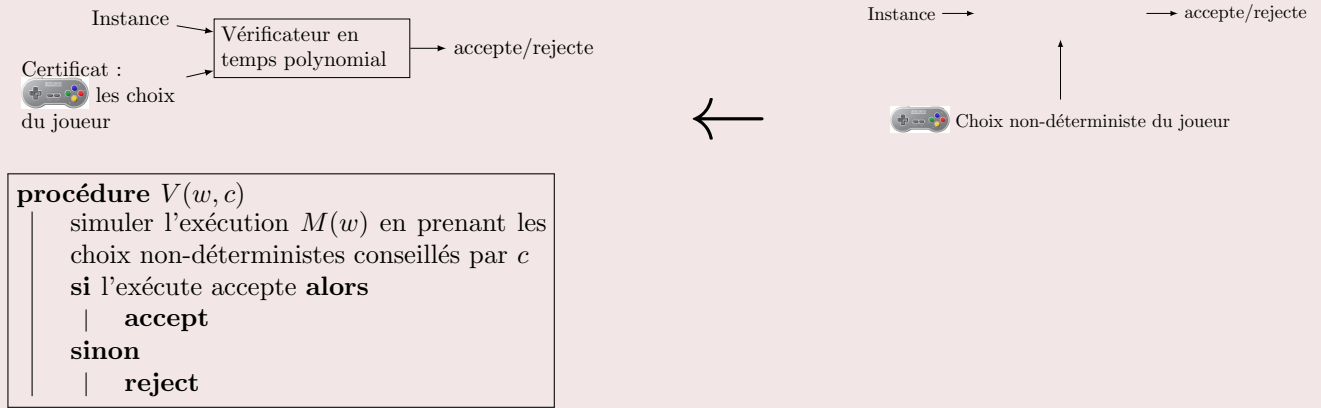 Instance
Vérificateur en
temps polynomial
accepte/rejecte
Certificat :
les choix
du joueur
Instance
accepte/rejecte
Choix non-déterministe du joueur
procédure V(w, c)
simuler l'exécution M(w) en prenant les
choix non-déterministes conseillés par c
si l'exécute accepte alors
accept
sinon
reject